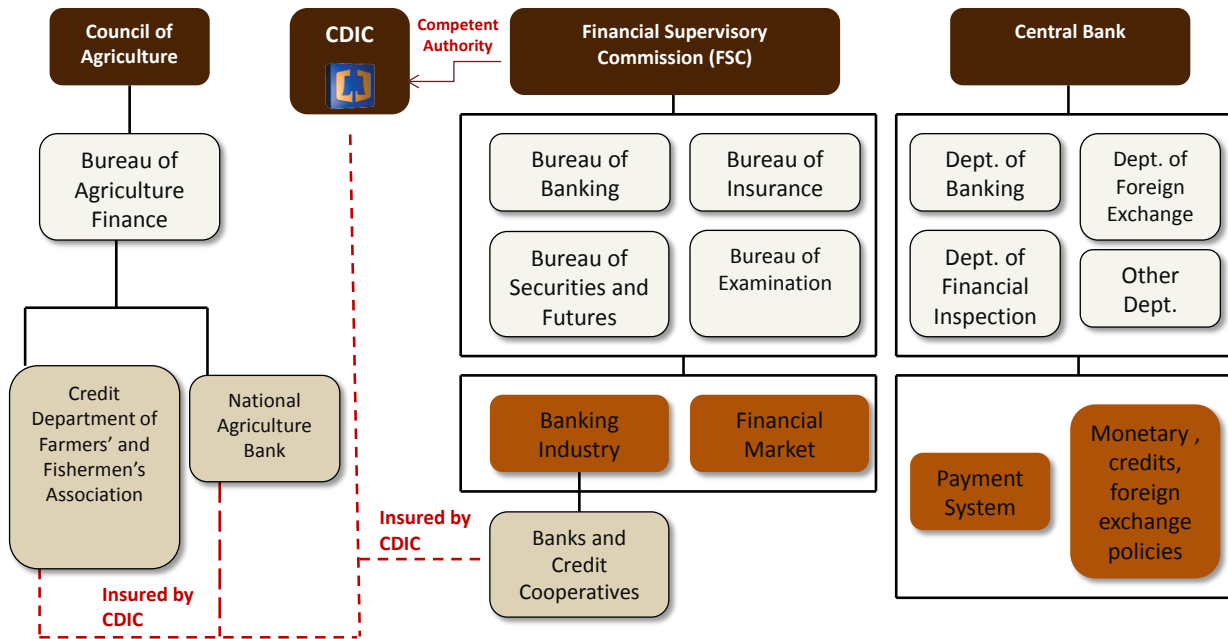 Council of
Agriculture
CDIC
Competent
Authority
Financial Supervisory
Commission (FSC)
Central Bank
Bureau of
Agriculture
Finance
Bureau of
Banking
Bureau of
Insurance
Bureau of
Securities and
Futures
Bureau of
Examination
Dept. of
Banking
Dept. of
Foreign
Exchange
Dept. of
Financial
Inspection
Other
Dept.
Credit
Department of
Farmers’ and
Fishermen’s
Association
National
Agriculture
Bank
Banking
Industry
Financial
Market
Payment
System
Monetary ,
credits,
foreign
exchange
policies
Insured by
CDIC
Banks and
Credit
Cooperatives
Insured by
CDIC